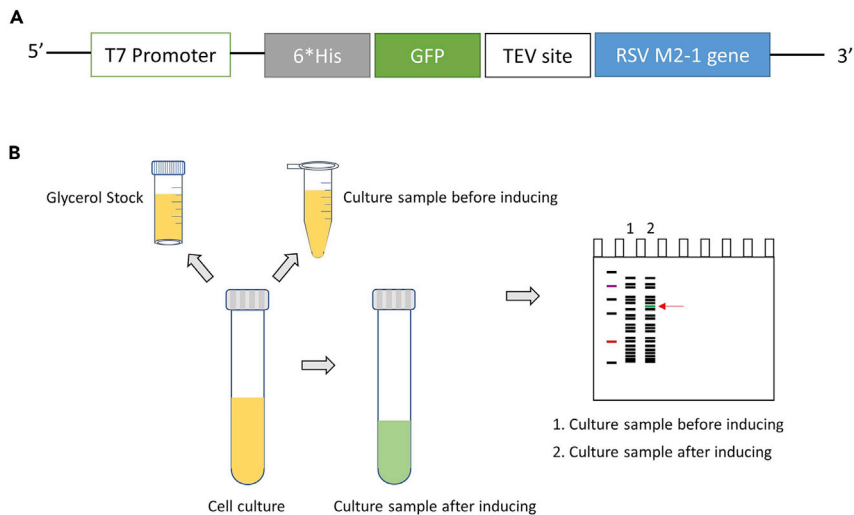 A
5’
T7 Promoter
6*His
GFP
TEV site
RSV M2-1 gene
3’
B
Glycerol Stock
Culture sample before inducing
1 2
1. Culture sample before inducing
2. Culture sample after inducing
Cell culture
Culture sample after inducing